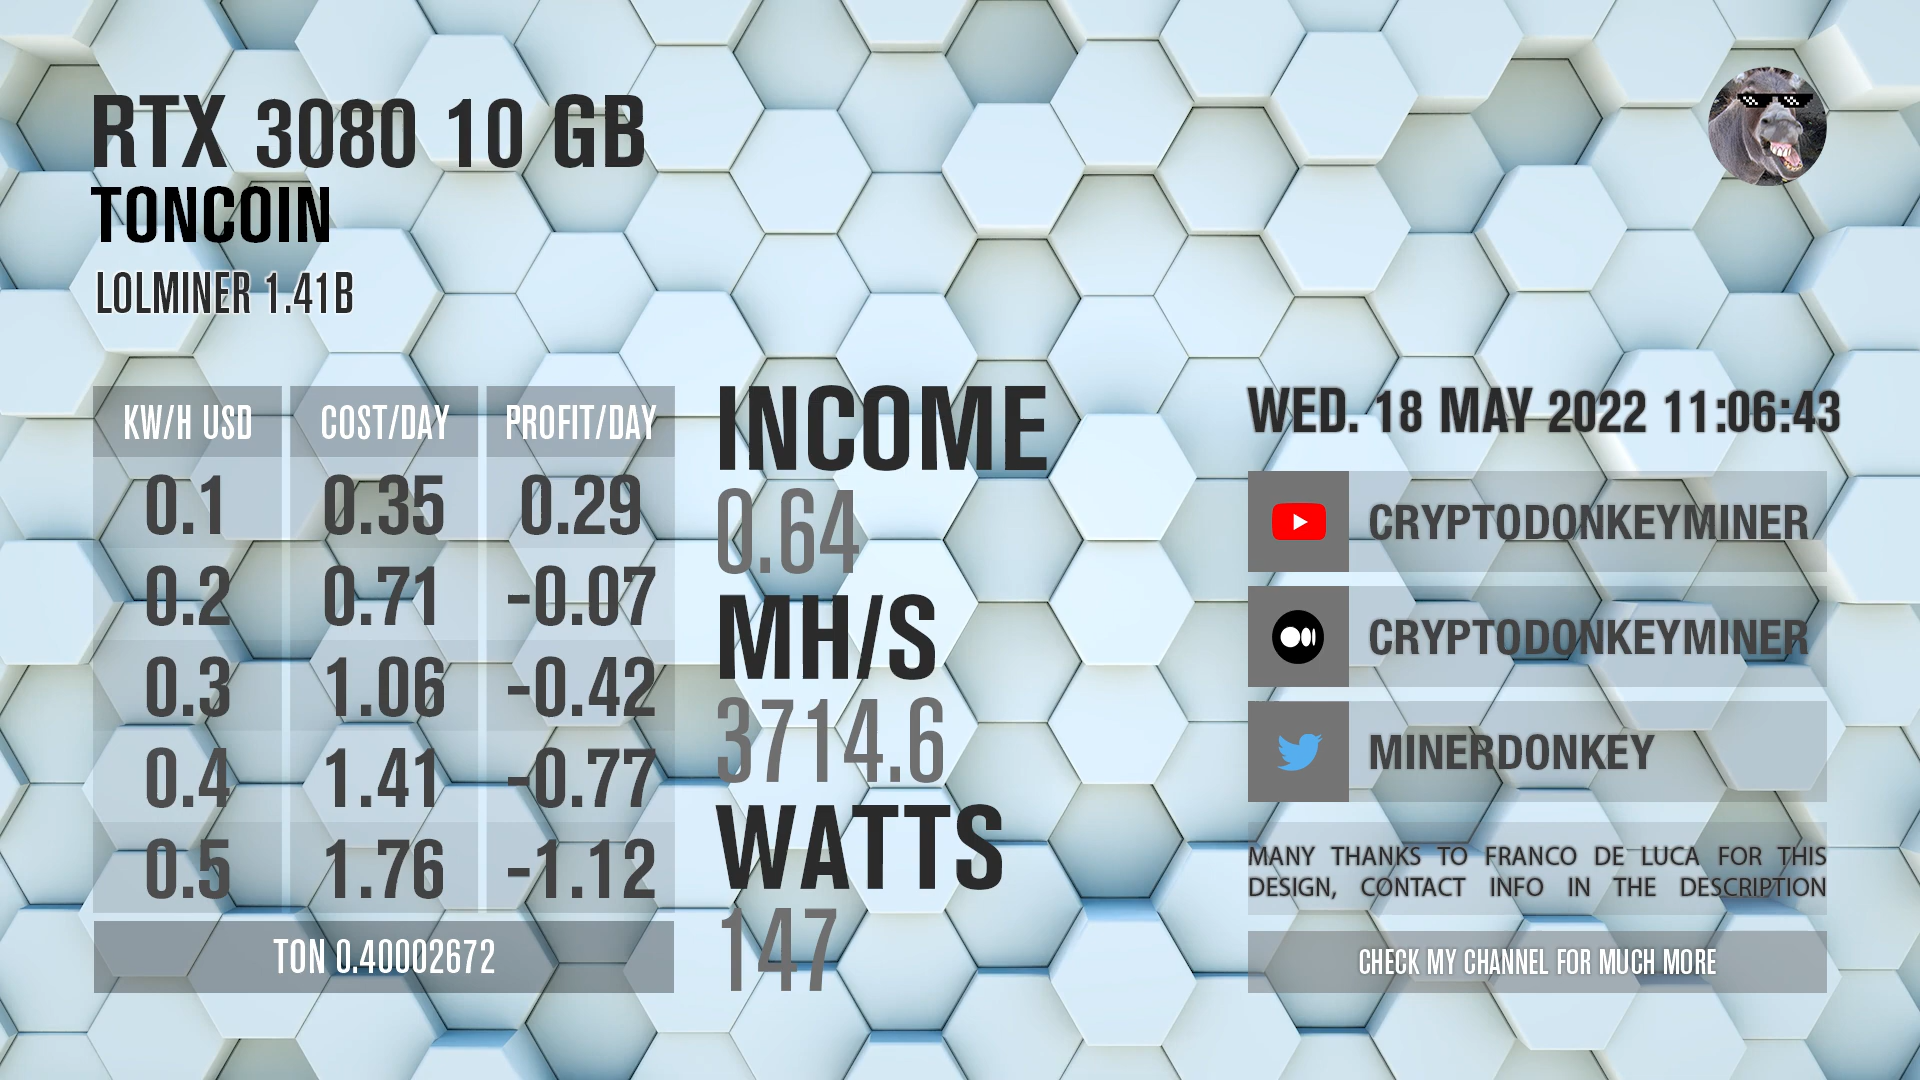 RTX 3080 10 GB
TONCOIN
LOLMINER 1.41B
KW/H USD COST/DAY PROFIT/DAY
0.1 0.35 0.29
0.2 0.71 -0.07
0.3 1.06 -0.42
0.4 1.41 -0.77
0.5 1.76 -1.12
TON 0.40002672
INCOME
0.64
MH/S
3714.6
WATTS
147
WED. 18 MAY 2022 11:06:43
CRYPTODONKEYMINER
CRYPTODONKEYMINER
MINERDONKEY
MANY THANKS TO FRANCO DE LUCA FOR THIS
DESIGN, CONTACT INFO IN THE DESCRIPTION
CHECK MY CHANNEL FOR MUCH MORE